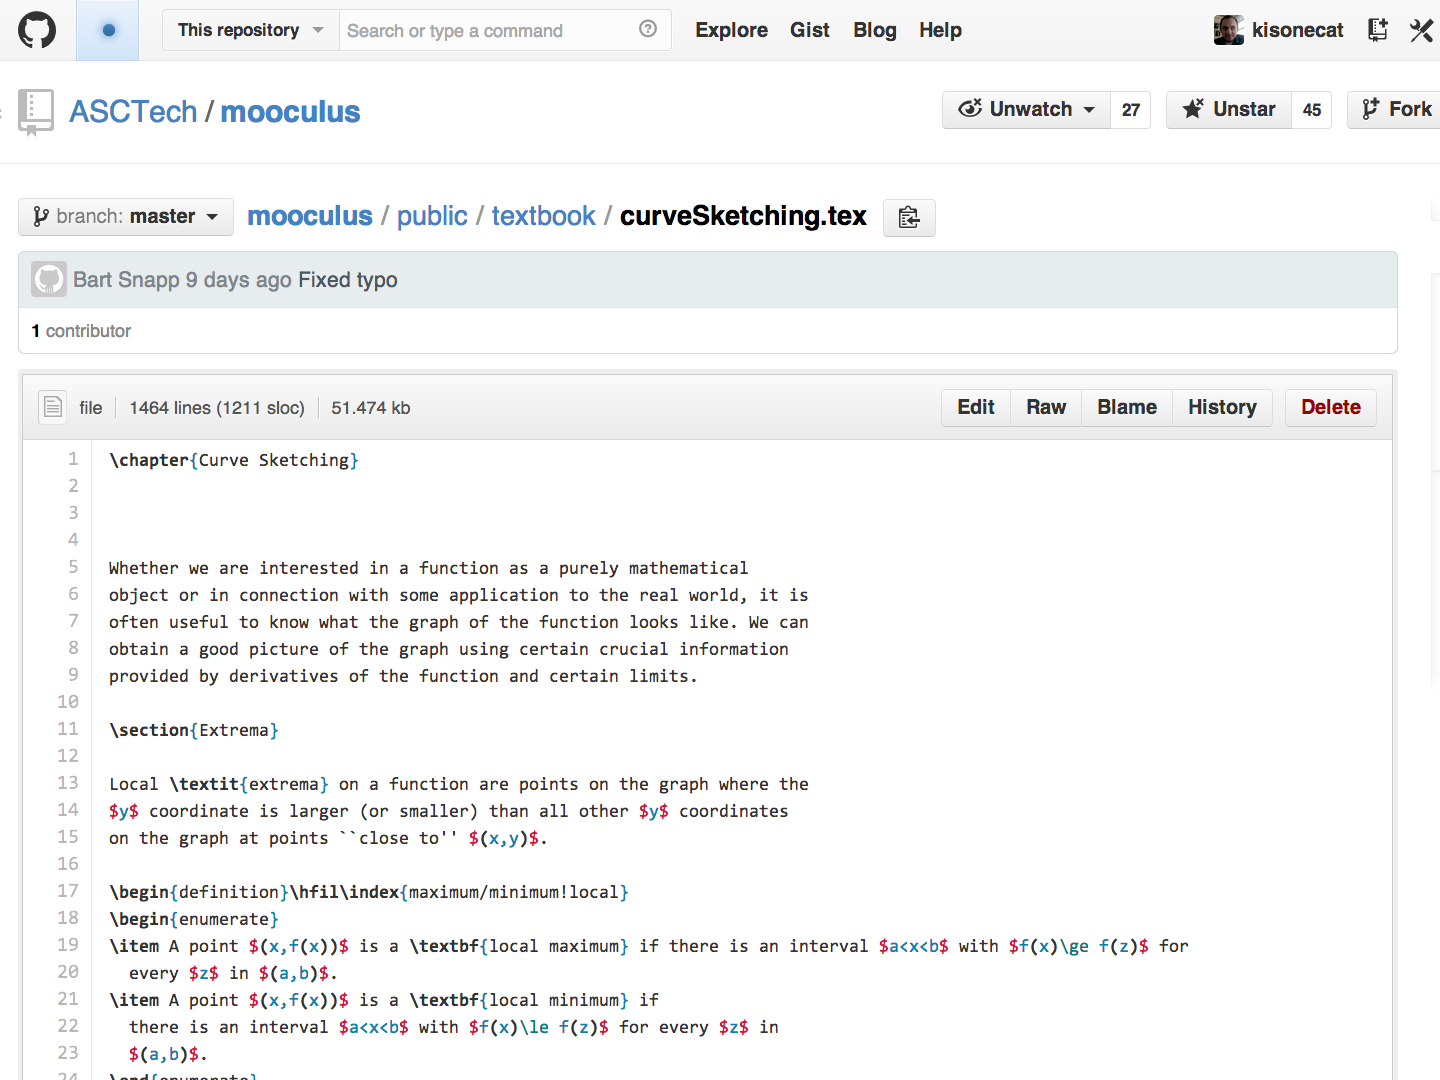 This repository Search or type a command Explore Gist Blog Help kisonecat
ASCTech / mooculus Unwatch 27 Unstar 45 Fork
branch: master mooculus / public / textbook / curveSketching.tex
Bart Snapp 9 days ago Fixed typo
1 contributor
file 1464 lines (1211 sloc) 51.474 kb Edit Raw Blame History Delete
1 \chapter{Curve Sketching}
2
3
4
5 Whether we are interested in a function as a purely mathematical
6 object or in connection with some application to the real world, it is
7 often useful to know what the graph of the function looks like. We can
8 obtain a good picture of the graph using certain crucial information
9 provided by derivatives of the function and certain limits.
10
11 \section{Extrema}
12
13 Local \textit{extrema} on a function are points on the graph where the
14 $y$ coordinate is larger (or smaller) than all other $y$ coordinates
15 on the graph at points ``close to'' $(x,y)$.
16
17 \begin{definition}\hfil\index{maximum/minimum!local}
18 \begin{enumerate}
19 \item A point $(x,f(x))$ is a \textbf{local maximum} if there is an interval $a<x<b$ with $f(x)\ge f(z)$ for
20 every $z$ in $(a,b)$.
21 \item A point $(x,f(x))$ is a \textbf{local minimum} if
22 there is an interval $a<x<b$ with $f(x)\le f(z)$ for every $z$ in
23 $(a,b)$.
24 \end{enumerate}